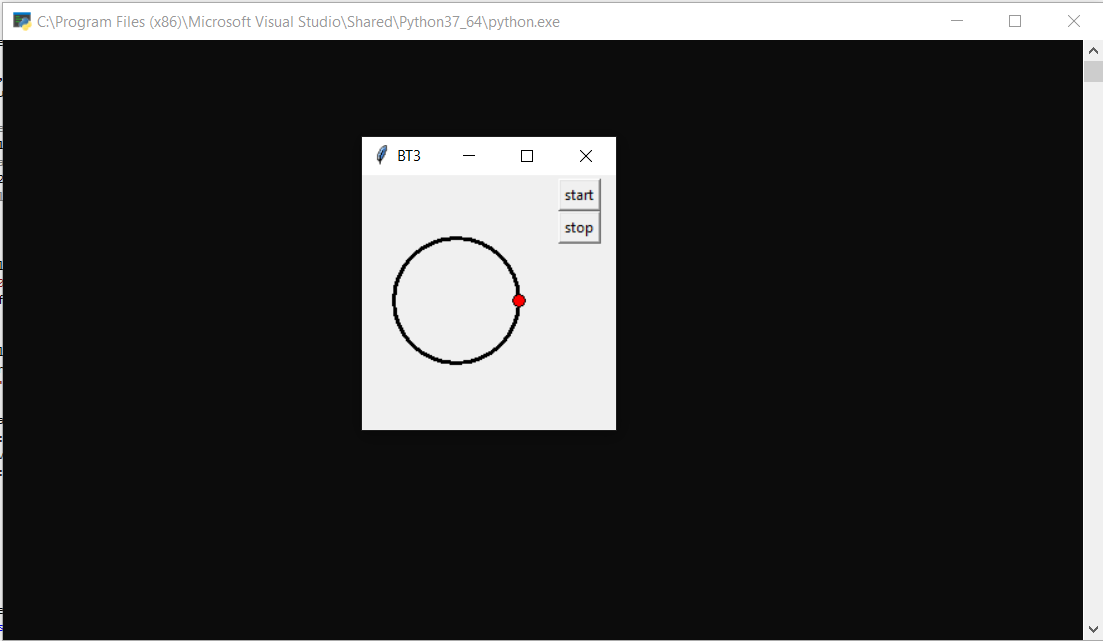 C:\Program Files (x86)\Microsoft Visual Studio\Shared\Python37_64\python.exe
BT3
start
stop